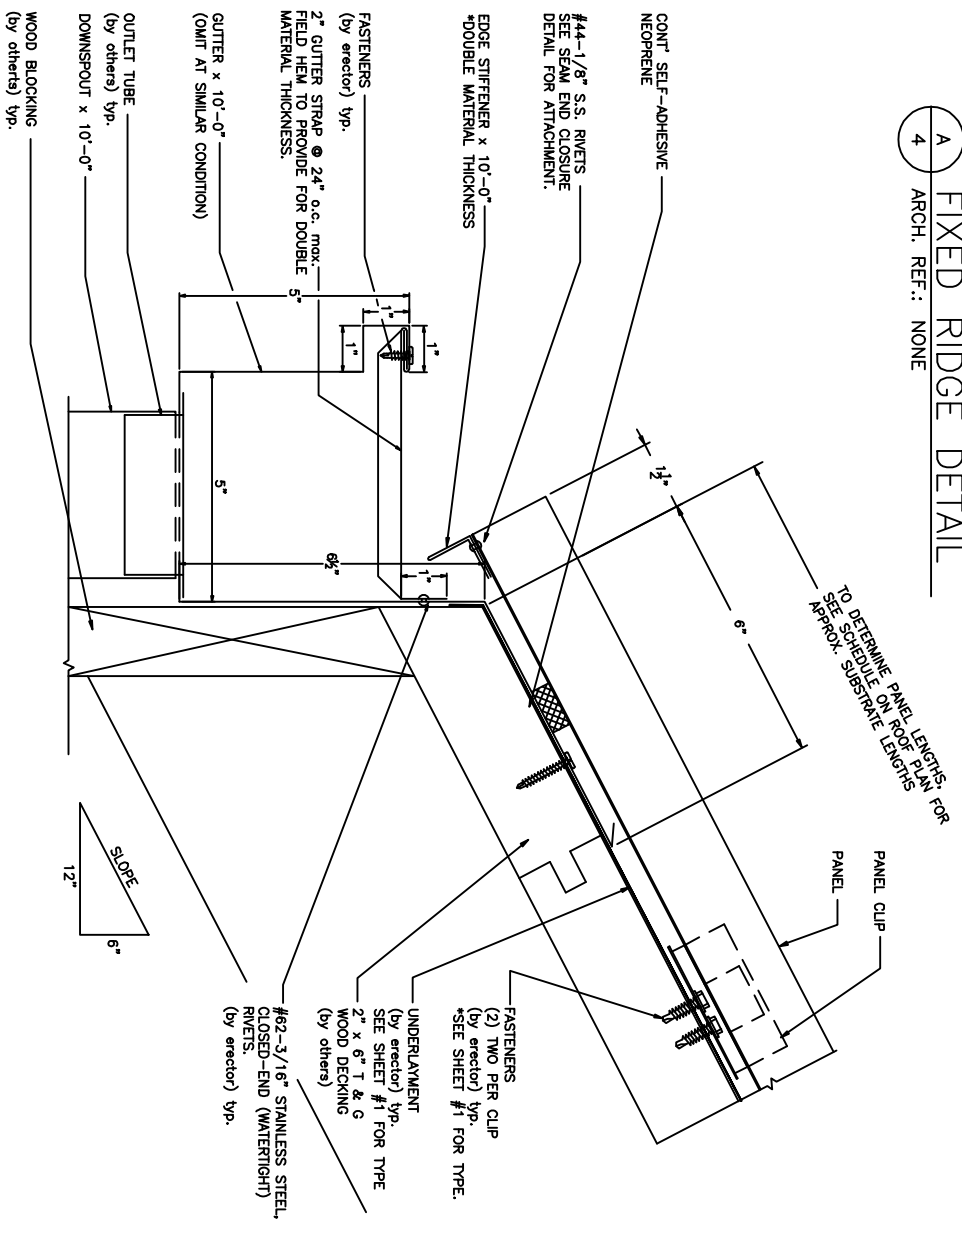 A
4
FIXED RIDGE DETAIL
ARCH. REF.: NONE
TO DETERMINE PANEL LENGTHS,
SEE SCHEDULE ON ROOF PLAN FOR
APPROX. SUBSTRATE LENGTHS
PANEL CLIP
PANEL
CONT' SELF-ADHESIVE
NEOPRENE
#44-1/8" S.S. RIVETS
SEE SEAM END CLOSURE
DETAIL FOR ATTACHMENT.
EDGE STIFFENER x 10'-0"
*DOUBLE MATERIAL THICKNESS
FASTENERS
(by erector) typ.
2" GUTTER STRAP @ 24" o.c. max.
FIELD HEM TO PROVIDE FOR DOUBLE
MATERIAL THICKNESS.
GUTTER x 10'-0"
(OMIT AT SIMILAR CONDITION)
OUTLET TUBE
(by others) typ.
DOWNSPOUT x 10'-0"
WOOD BLOCKING
(by otherts) typ.
1½"
6"
1"
1"
1"
5"
5"
6½"
1"
FASTENERS
(2) TWO PER CLIP
(by erector) typ.
*SEE SHEET #1 FOR TYPE.
UNDERLAYMENT
(by erector) typ.
SEE SHEET #1 FOR TYPE
2" x 6" T & G
WOOD DECKING
(by others)
#62-3/16" STAINLESS STEEL,
CLOSED-END (WATERTIGHT)
RIVETS.
(by erector) typ.
SLOPE
12"
6"